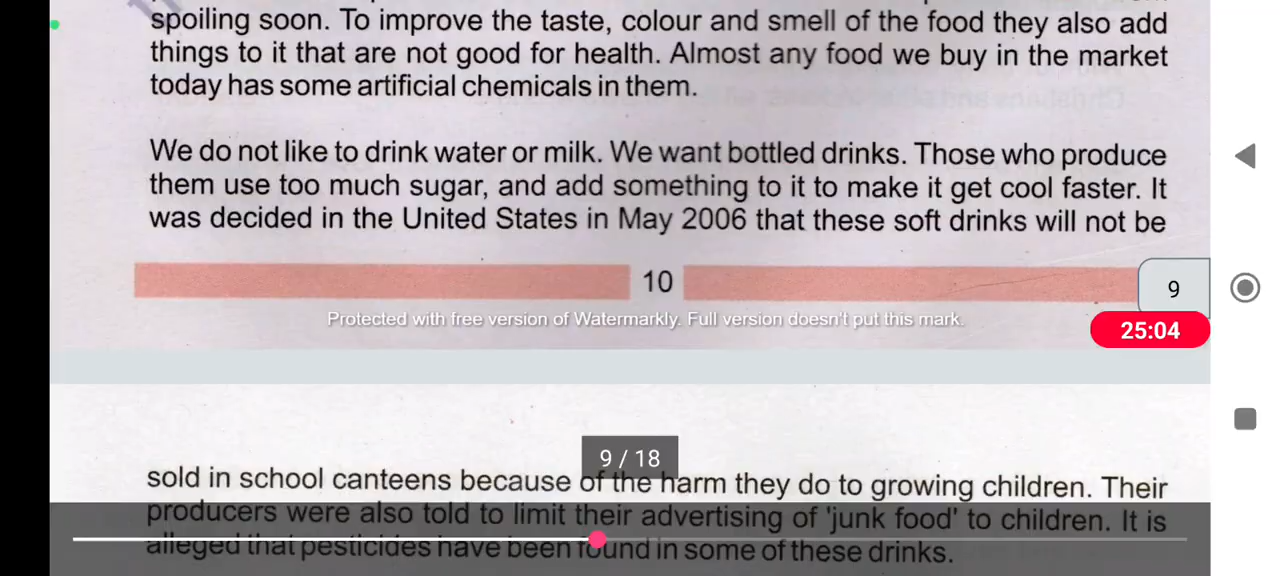 spoiling soon. To improve the taste, colour and smell of the food they also add
things to it that are not good for health. Almost any food we buy in the market
today has some artificial chemicals in them.
We do not like to drink water or milk. We want bottled drinks. Those who produce
them use too much sugar, and add something to it to make it get cool faster. It
was decided in the United States in May 2006 that these soft drinks will not be
10
9
Protected with free version of Watermarkly. Full version doesn't put this mark.
25:04
9 / 18
sold in school canteens because of the harm they do to growing children. Their
producers were also told to limit their advertising of 'junk food' to children. It is
alleged that pesticides have been found in some of these drinks.